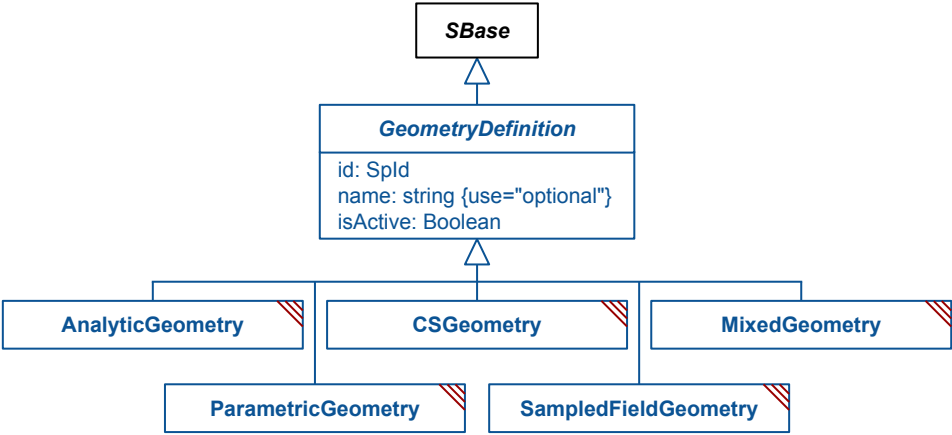 SBase
GeometryDefinition
id: SpId
name: string {use="optional"}
isActive: Boolean
AnalyticGeometry
CSGeometry
MixedGeometry
ParametricGeometry
SampledFieldGeometry